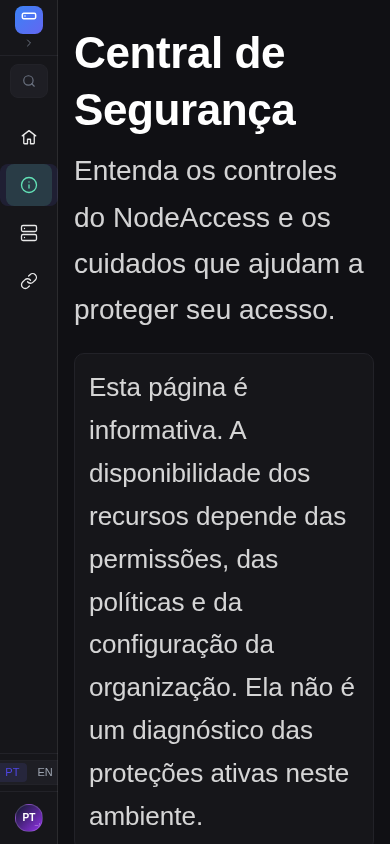 Central de
Segurança
Entenda os controles
do NodeAccess e os
cuidados que ajudam a
proteger seu acesso.
Esta página é
informativa. A
disponibilidade dos
recursos depende das
permissões, das
políticas e da
configuração da
organização. Ela não é
um diagnóstico das
proteções ativas neste
ambiente.
PT EN
PT